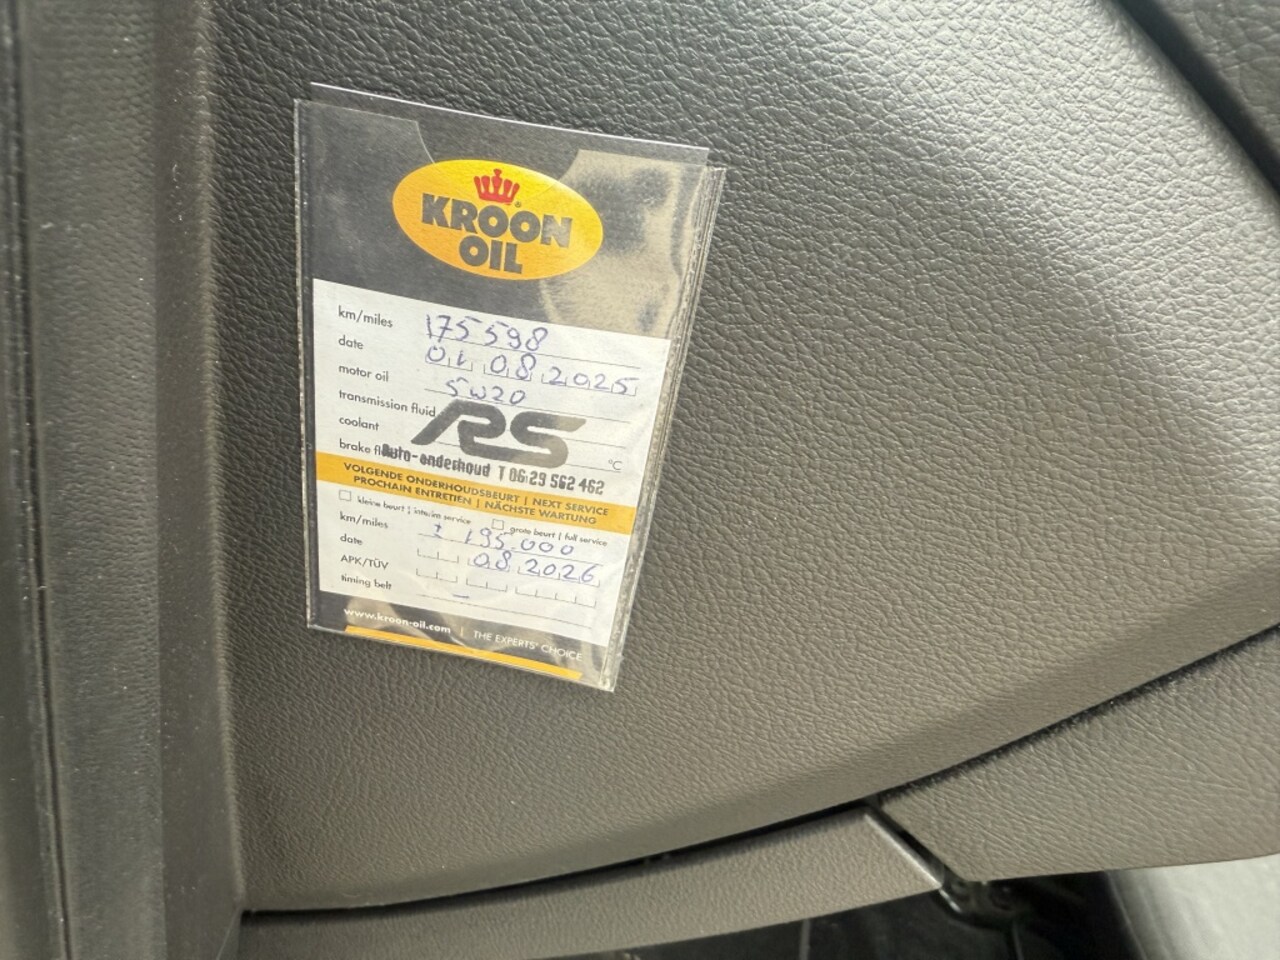 KROON
OIL
km/miles 175598
date 01 08 2025
motor oil 5W20
transmission fluid
RS
coolant
°C
brake
Auto-onderhoud T 06 29 562 462
VOLGENDE ONDERHOUDSBEURT | NEXT SERVICE
PROCHAIN ENTRETIEN | NÄCHSTE WARTUNG
kleine beurt | interim service
grote beurt | full service
km/miles ± 195.000
date 08 2026
APK/TÜV
timing belt —
www.kroon-oil.com | THE EXPERTS' CHOICE